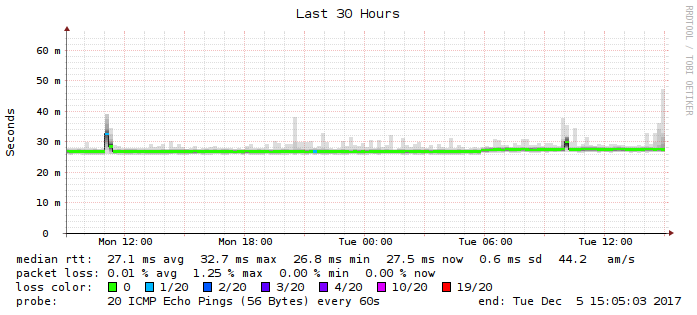 Last 30 Hours
RRDTOOL / TOBI OETIKER
Seconds
60 m
50 m
40 m
30 m
20 m
10 m
0
Mon 12:00 Mon 18:00 Tue 00:00 Tue 06:00 Tue 12:00
median rtt: 27.1 ms avg 32.7 ms max 26.8 ms min 27.5 ms now 0.6 ms sd 44.2 am/s
packet loss: 0.01 % avg 1.25 % max 0.00 % min 0.00 % now
loss color: 0 1/20 2/20 3/20 4/20 10/20 19/20
probe: 20 ICMP Echo Pings (56 Bytes) every 60s end: Tue Dec 5 15:05:03 2017